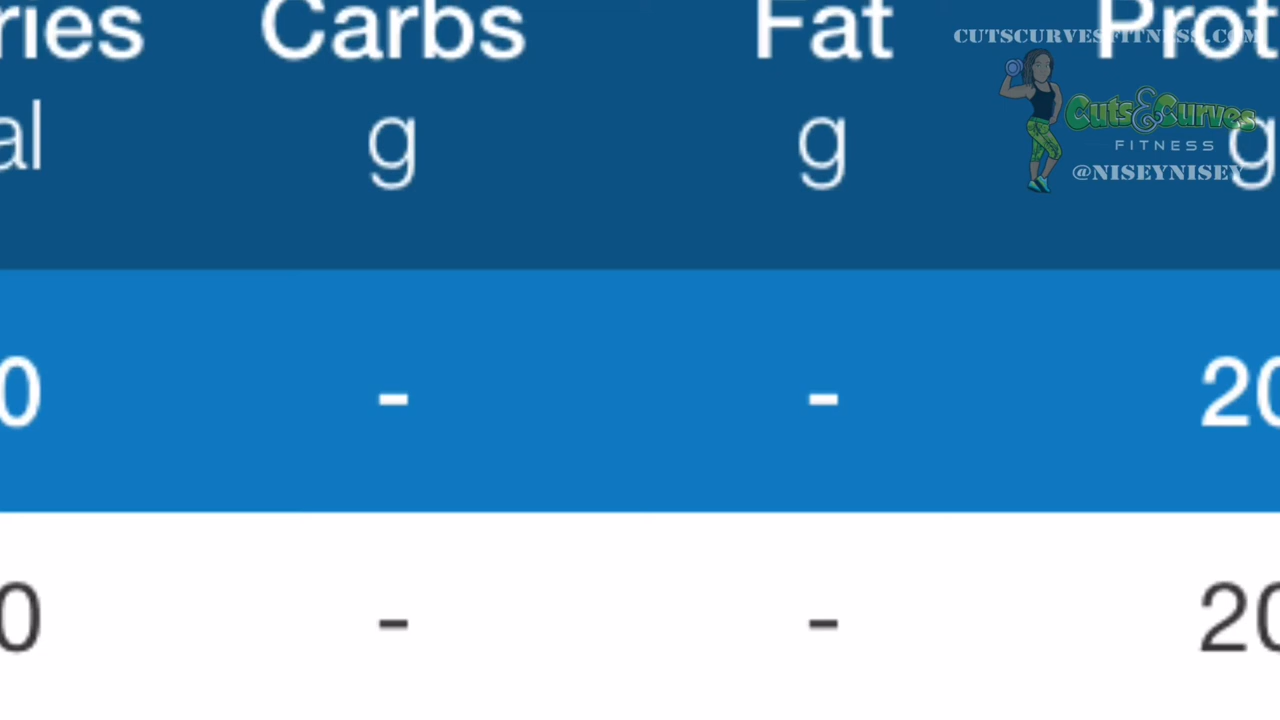 ries Carbs Fat Prot
al g g g
0 - - 20
0 - - 20
CUTSCURVESFITNESS.COM
Cuts&Curves
FITNESS
@NISEYNISEY